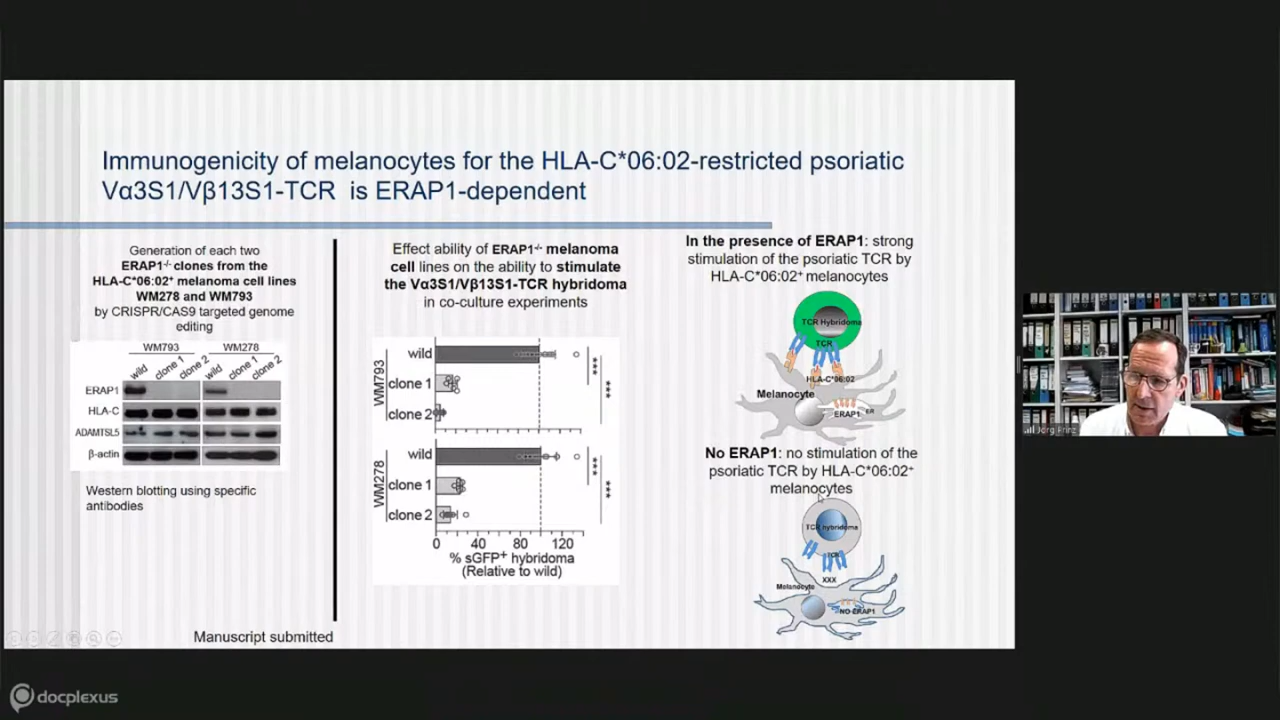 Immunogenicity of melanocytes for the HLA-C*06:02-restricted psoriatic
Vα3S1/Vβ13S1-TCR is ERAP1-dependent
Generation of each two
ERAP1-/- clones from the
HLA-C*06:02+ melanoma cell lines
WM278 and WM793
by CRISPR/CAS9 targeted genome
editing
WM793 WM278
wild clone 1 clone 2 wild clone 1 clone 2
ERAP1
HLA-C
ADAMTSL5
β-actin
Western blotting using specific
antibodies
Manuscript submitted
Effect ability of ERAP1-/- melanoma
cell lines on the ability to stimulate
the Vα3S1/Vβ13S1-TCR hybridoma
in co-culture experiments
WM793
wild
clone 1
clone 2
*** ***
WM278
wild
clone 1
clone 2
*** ***
0 40 80 120
% sGFP+ hybridoma
(Relative to wild)
In the presence of ERAP1: strong
stimulation of the psoriatic TCR by
HLA-C*06:02+ melanocytes
TCR Hybridoma
TCR
HLA-C*06:02
Melanocyte
ERAP1
ER
No ERAP1: no stimulation of the
psoriatic TCR by HLA-C*06:02+
melanocytes
TCR hybridoma
TCR
XXX
Melanocyte
NO ERAP1
Jörg Prinz
docplexus